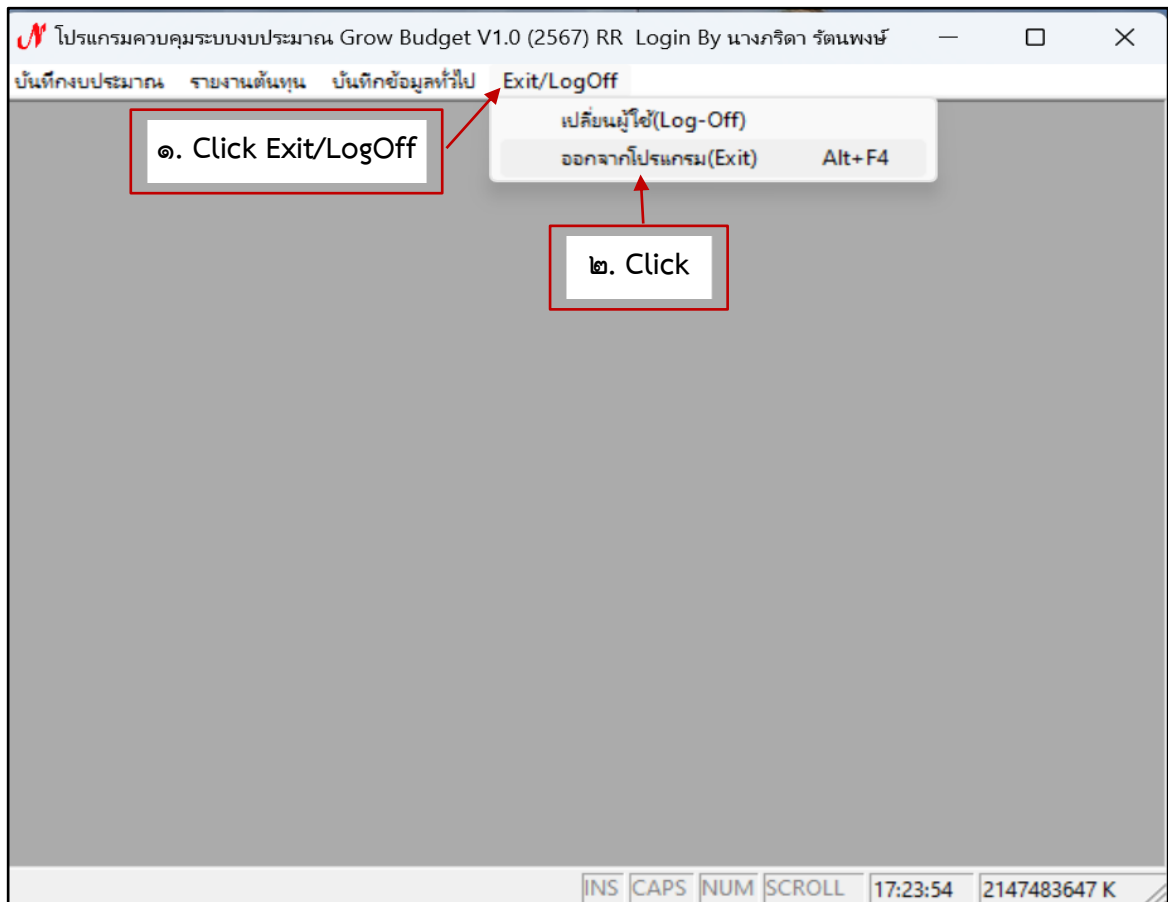 โปรแกรมควบคุมระบบงบประมาณ Grow Budget V1.0 (2567) RR Login By นางภริดา รัตนพงษ์
บันทึกงบประมาณ รายงานต้นทุน บันทึกข้อมูลทั่วไป Exit/LogOff
เปลี่ยนผู้ใช้(Log-Off)
ออกจากโปรแกรม(Exit) Alt+F4
๑. Click Exit/LogOff
๒. Click
INS CAPS NUM SCROLL 17:23:54 2147483647 K